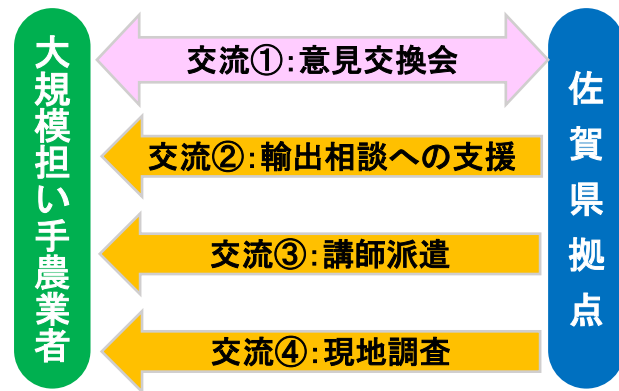 大規模担い手農業者
交流①：意見交換会
交流②：輸出相談への支援
交流③：講師派遣
交流④：現地調査
佐賀県拠点